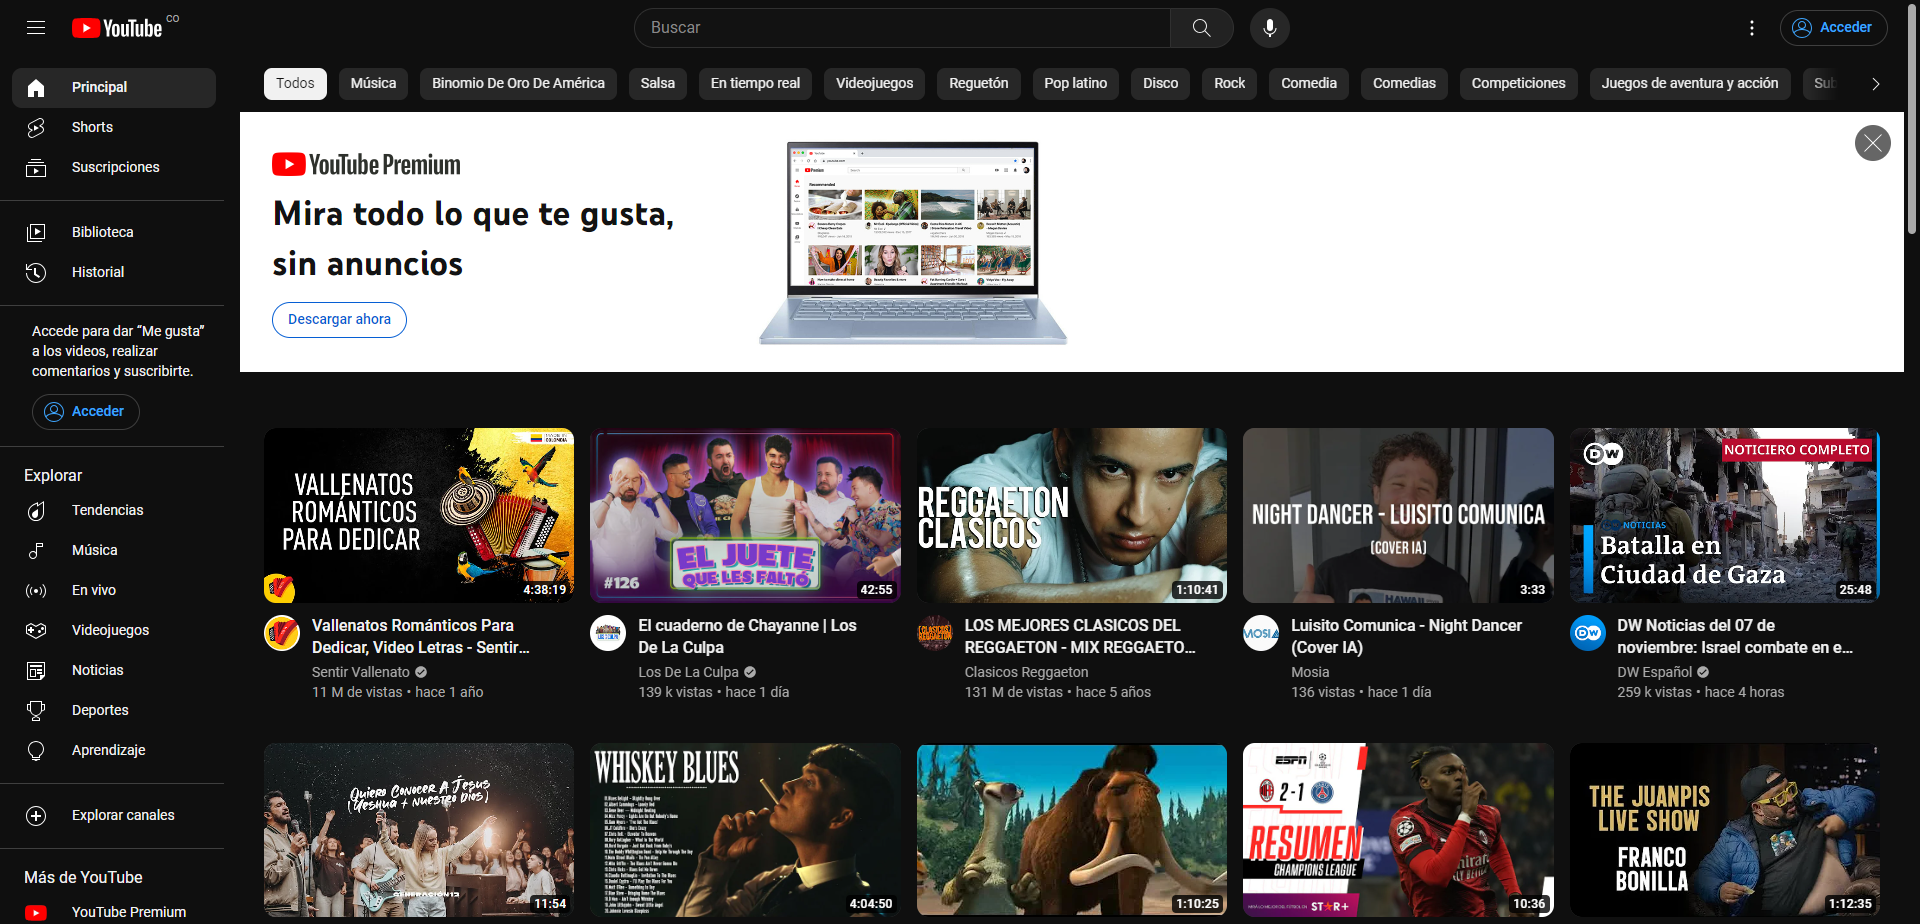 YouTube CO
Buscar
Acceder
Principal
Shorts
Suscripciones
Biblioteca
Historial
Accede para dar “Me gusta”
a los videos, realizar
comentarios y suscribirte.
Acceder
Explorar
Tendencias
Música
En vivo
Videojuegos
Noticias
Deportes
Aprendizaje
Explorar canales
Más de YouTube
YouTube Premium
Todos
Música
Binomio De Oro De América
Salsa
En tiempo real
Videojuegos
Reguetón
Pop latino
Disco
Rock
Comedia
Comedias
Competiciones
Juegos de aventura y acción
YouTube Premium
Mira todo lo que te gusta,
sin anuncios
Descargar ahora
VALLENATOS
ROMÁNTICOS
PARA DEDICAR
4:38:19
Vallenatos Románticos Para
Dedicar, Video Letras - Sentir...
Sentir Vallenato
11 M de vistas • hace 1 año
EL JUETE
QUE LES FALTÓ
#126
42:55
El cuaderno de Chayanne | Los
De La Culpa
Los De La Culpa
139 k vistas • hace 1 día
REGGAETON
CLASICOS
1:10:41
LOS MEJORES CLASICOS DEL
REGGAETON - MIX REGGAETO...
Clasicos Reggaeton
131 M de vistas • hace 5 años
NIGHT DANCER - LUISITO COMUNICA
(COVER IA)
HAWAII
3:33
MOSIA
Luisito Comunica - Night Dancer
(Cover IA)
Mosia
136 vistas • hace 1 día
DW
NOTICIERO COMPLETO
NOTICIAS
Batalla en
Ciudad de Gaza
25:48
DW
DW Noticias del 07 de
noviembre: Israel combate en e...
DW Español
259 k vistas • hace 4 horas
QUIERO CONOCER A JESUS
(YESHUA + NUESTRO DIOS)
GENERACIÓN12
11:54
WHISKEY BLUES
4:04:50
1:10:25
ESPN
2-1
RESUMEN
CHAMPIONS LEAGUE
STAR+
10:36
THE JUANPIS
LIVE SHOW
FRANCO
BONILLA
1:12:35